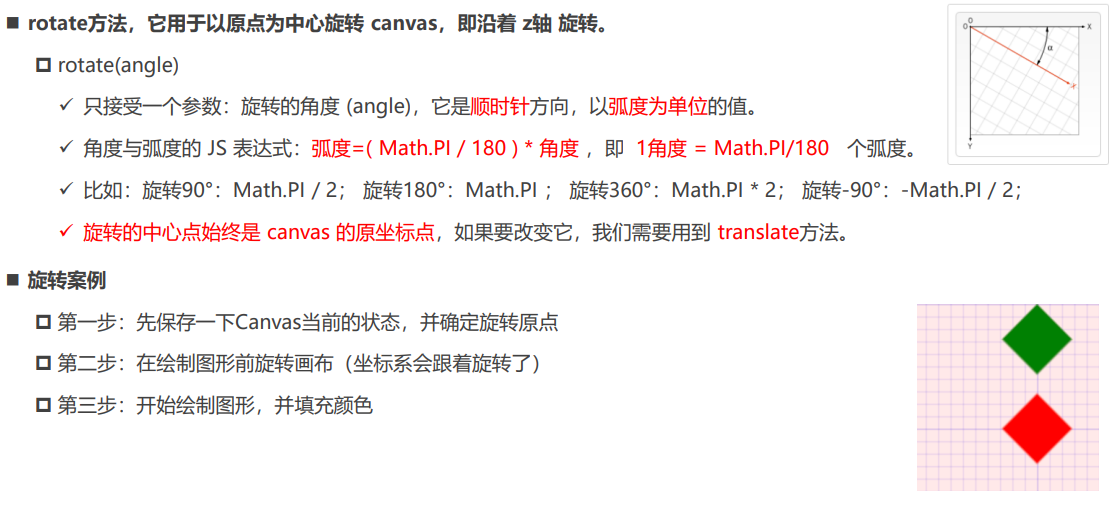 ■ rotate方法，它用于以原点为中心旋转 canvas，即沿着 z轴 旋转。
rotate(angle)
✓ 只接受一个参数：旋转的角度 (angle)，它是顺时针方向，以弧度为单位的值。
✓ 角度与弧度的 JS 表达式：弧度=( Math.PI / 180 ) * 角度 ，即 1角度 = Math.PI/180 个弧度。
✓ 比如：旋转90°：Math.PI / 2； 旋转180°：Math.PI ； 旋转360°：Math.PI * 2； 旋转-90°：-Math.PI / 2；
✓ 旋转的中心点始终是 canvas 的原坐标点，如果要改变它，我们需要用到 translate方法。
■ 旋转案例
第一步：先保存一下Canvas当前的状态，并确定旋转原点
第二步：在绘制图形前旋转画布（坐标系会跟着旋转了）
第三步：开始绘制图形，并填充颜色
0
0
X
α
X
Y